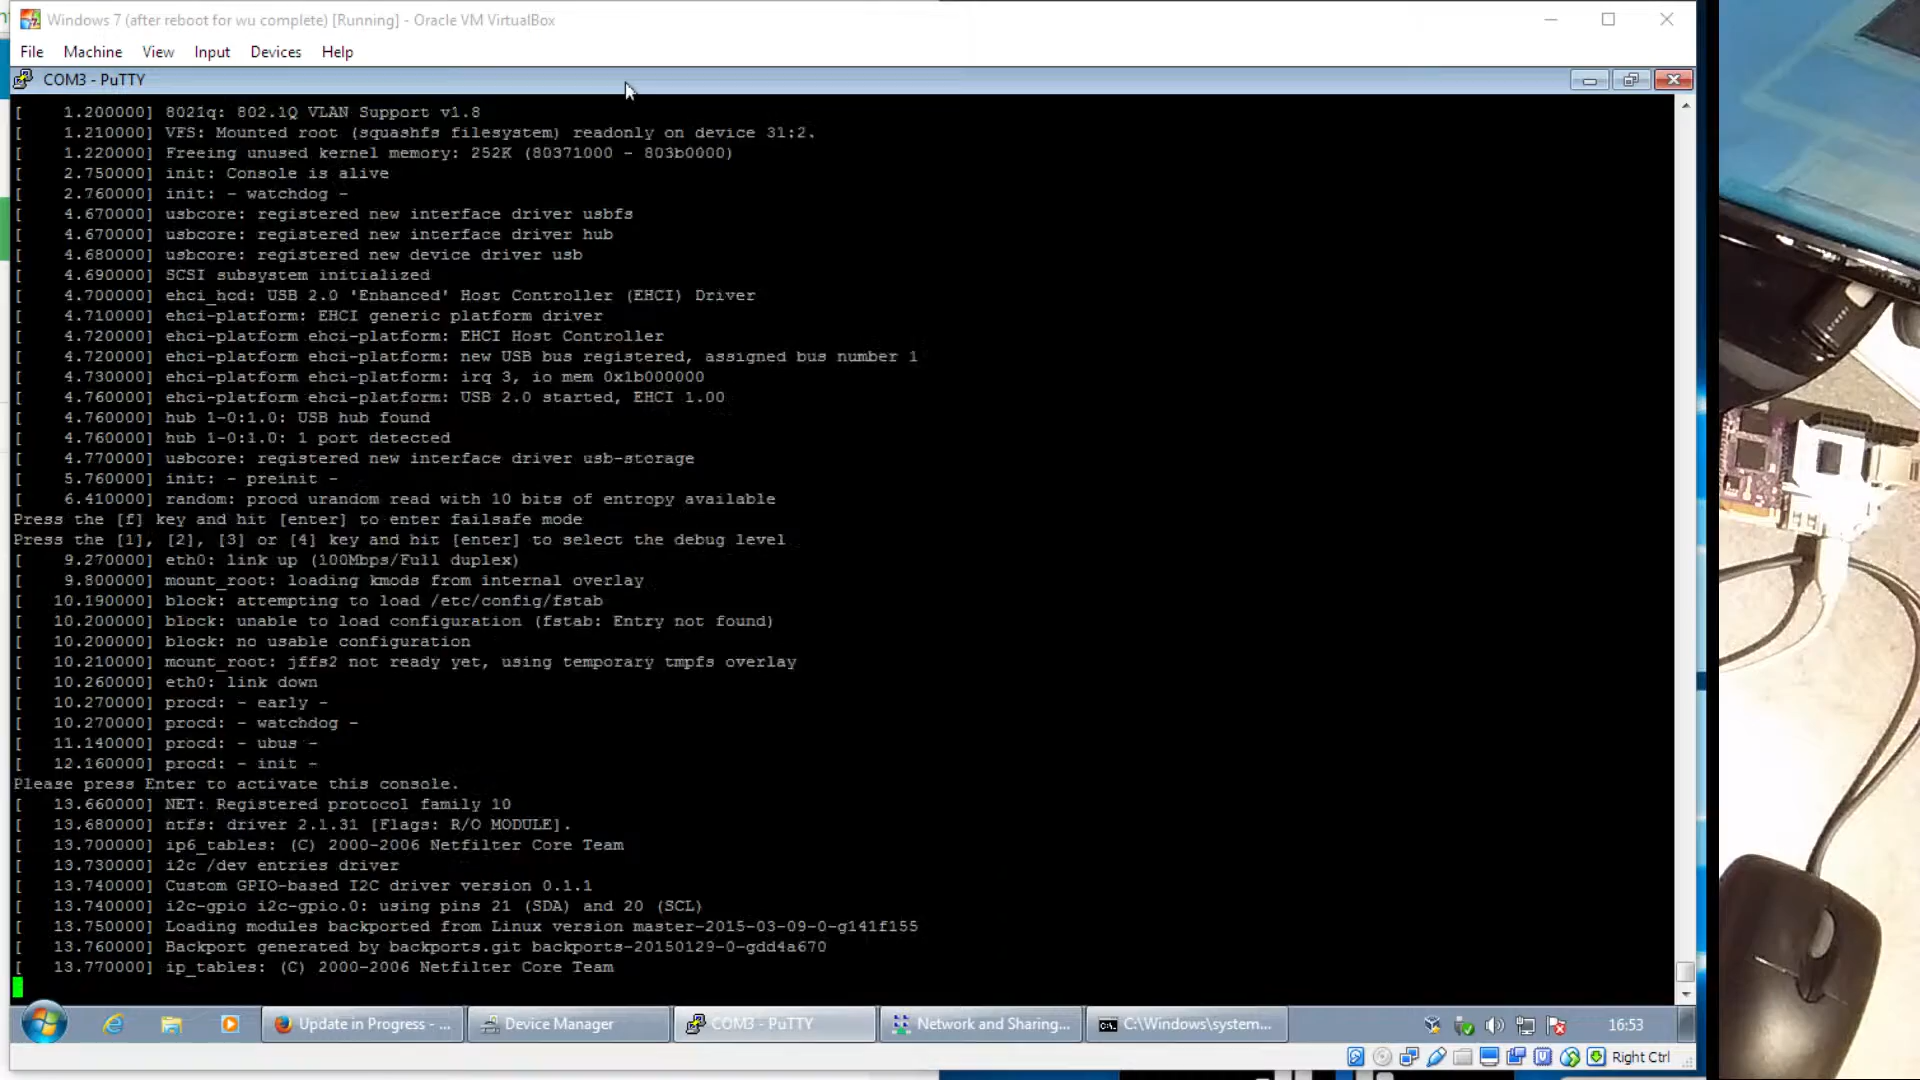 Windows 7 (after reboot for wu complete) [Running] - Oracle VM VirtualBox
File Machine View Input Devices Help
COM3 - PuTTY
[    1.200000] 8021q: 802.1Q VLAN Support v1.8
[    1.210000] VFS: Mounted root (squashfs filesystem) readonly on device 31:2.
[    1.220000] Freeing unused kernel memory: 252K (80371000 - 803b0000)
[    2.750000] init: Console is alive
[    2.760000] init: - watchdog -
[    4.670000] usbcore: registered new interface driver usbfs
[    4.670000] usbcore: registered new interface driver hub
[    4.680000] usbcore: registered new device driver usb
[    4.690000] SCSI subsystem initialized
[    4.700000] ehci_hcd: USB 2.0 'Enhanced' Host Controller (EHCI) Driver
[    4.710000] ehci-platform: EHCI generic platform driver
[    4.720000] ehci-platform ehci-platform: EHCI Host Controller
[    4.720000] ehci-platform ehci-platform: new USB bus registered, assigned bus number 1
[    4.730000] ehci-platform ehci-platform: irq 3, io mem 0x1b000000
[    4.760000] ehci-platform ehci-platform: USB 2.0 started, EHCI 1.00
[    4.760000] hub 1-0:1.0: USB hub found
[    4.760000] hub 1-0:1.0: 1 port detected
[    4.770000] usbcore: registered new interface driver usb-storage
[    5.760000] init: - preinit -
[    6.410000] random: procd urandom read with 10 bits of entropy available
Press the [f] key and hit [enter] to enter failsafe mode
Press the [1], [2], [3] or [4] key and hit [enter] to select the debug level
[    9.270000] eth0: link up (100Mbps/Full duplex)
[    9.800000] mount_root: loading kmods from internal overlay
[   10.190000] block: attempting to load /etc/config/fstab
[   10.200000] block: unable to load configuration (fstab: Entry not found)
[   10.200000] block: no usable configuration
[   10.210000] mount_root: jffs2 not ready yet, using temporary tmpfs overlay
[   10.260000] eth0: link down
[   10.270000] procd: - early -
[   10.270000] procd: - watchdog -
[   11.140000] procd: - ubus -
[   12.160000] procd: - init -
Please press Enter to activate this console.
[   13.660000] NET: Registered protocol family 10
[   13.680000] ntfs: driver 2.1.31 [Flags: R/O MODULE].
[   13.700000] ip6_tables: (C) 2000-2006 Netfilter Core Team
[   13.730000] i2c /dev entries driver
[   13.740000] Custom GPIO-based I2C driver version 0.1.1
[   13.740000] i2c-gpio i2c-gpio.0: using pins 21 (SDA) and 20 (SCL)
[   13.750000] Loading modules backported from Linux version master-2015-03-09-0-g141f155
[   13.760000] Backport generated by backports.git backports-20150129-0-gdd4a670
[   13.770000] ip_tables: (C) 2000-2006 Netfilter Core Team
Update in Progress - ... Device Manager COM3 - PuTTY Network and Sharing... C:\Windows\system... 16:53
Right Ctrl